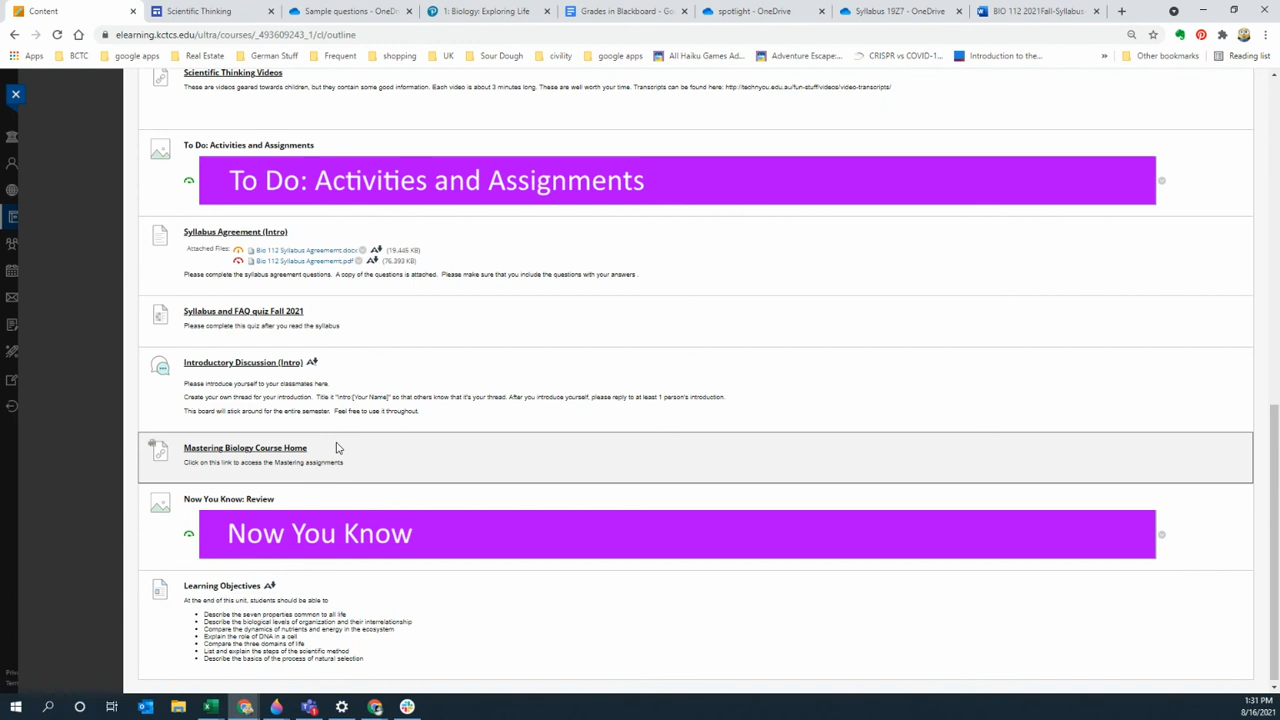 Content
Scientific Thinking
Sample questions - OneD
1: Biology: Exploring Life
Grades in Blackboard - Go
spotlight - OneDrive
Syllabus 19Z7 - OneDrive
BIO 112 2021Fall-Syllabus
elearning.kctcs.edu/ultra/courses/_493609243_1/cl/outline
Apps
BCTC
google apps
Real Estate
German Stuff
Frequent
shopping
UK
Sour Dough
civility
google apps
All Haiku Games Ad...
Adventure Escape:...
CRISPR vs COVID-1...
Introduction to the...
»
Other bookmarks
Reading list
Scientific Thinking Videos
These are videos geared towards children, but they contain some good information. Each video is about 3 minutes long. These are well worth your time. Transcripts can be found here: http://techyou.edu.au/fun-stuff/videos/video-transcripts/
To Do: Activities and Assignments
To Do: Activities and Assignments
Syllabus Agreement (Intro)
Attached Files:
Bio 112 Syllabus Agreement.docx
(19.445 KB)
Bio 112 Syllabus Agreement.pdf
(76.393 KB)
Please complete the syllabus agreement questions. A copy of the questions is attached. Please make sure that you include the questions with your answers .
Syllabus and FAQ quiz Fall 2021
Please complete this quiz after you read the syllabus
Introductory Discussion (Intro)
Please introduce yourself to your classmates here.
Create your own thread for your introduction. Title it "Intro [Your Name]" so that others know that it's your thread. After you introduce yourself, please reply to at least 1 person's introduction.
This board will stick around for the entire semester. Feel free to use it throughout.
Mastering Biology Course Home
Click on this link to access the Mastering assignments
Now You Know: Review
Now You Know
Learning Objectives
At the end of this unit, students should be able to
• Describe the seven properties common to all life
• Describe the biological levels of organization and their interrelationship
• Compare the dynamics of nutrients and energy in the ecosystem
• Explain the role of DNA in a cell
• Compare the three domains of life
• List and explain the steps of the scientific method
• Describe the basics of the process of natural selection
Priv
Term
1:31 PM
8/16/2021